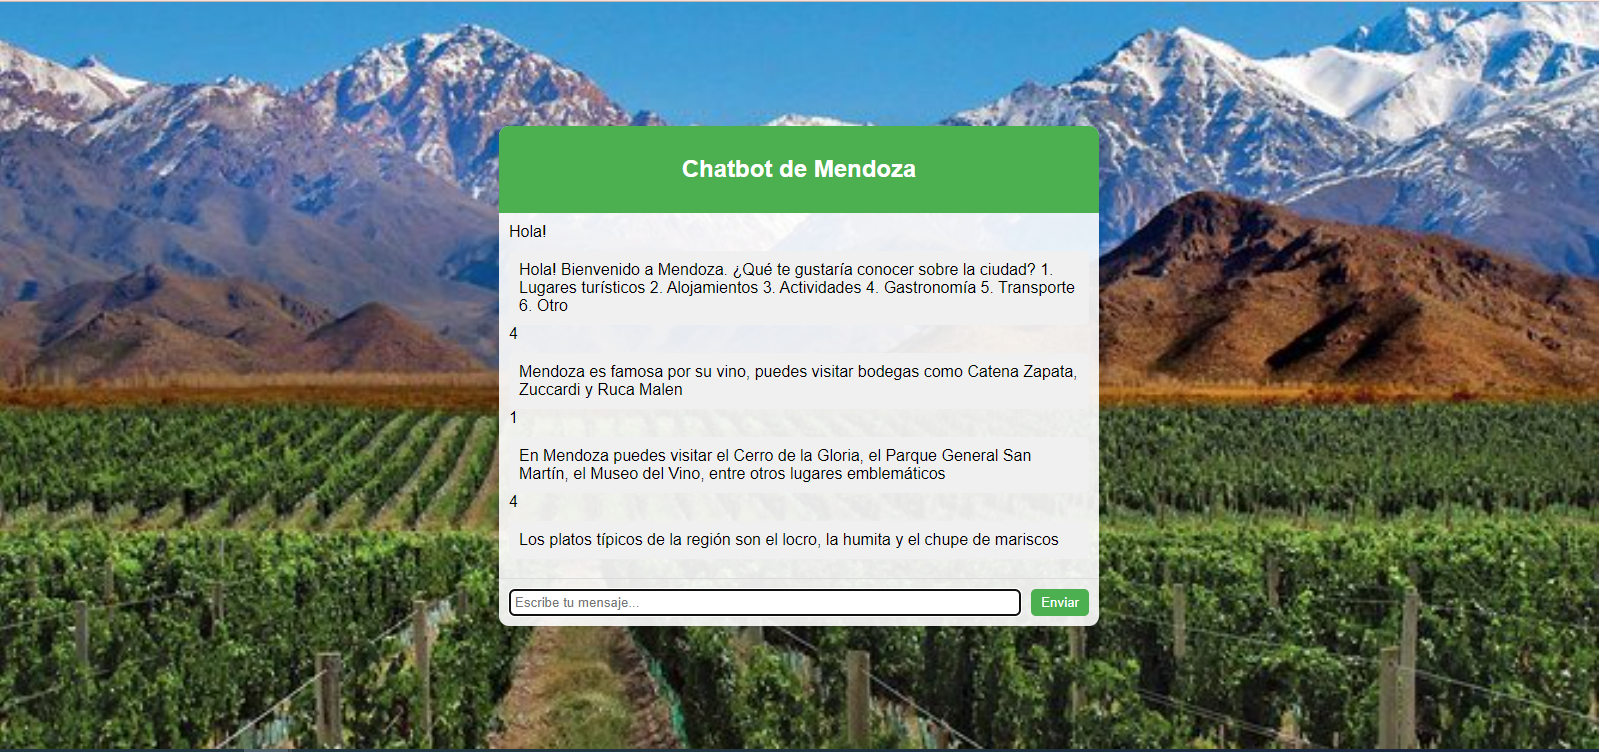 Chatbot de Mendoza
Hola!
Hola! Bienvenido a Mendoza. ¿Qué te gustaría conocer sobre la ciudad? 1.
Lugares turísticos 2. Alojamientos 3. Actividades 4. Gastronomía 5. Transporte
6. Otro
4
Mendoza es famosa por su vino, puedes visitar bodegas como Catena Zapata,
Zuccardi y Ruca Malen
1
En Mendoza puedes visitar el Cerro de la Gloria, el Parque General San
Martín, el Museo del Vino, entre otros lugares emblemáticos
4
Los platos típicos de la región son el locro, la humita y el chupe de mariscos
Escribe tu mensaje...
Enviar